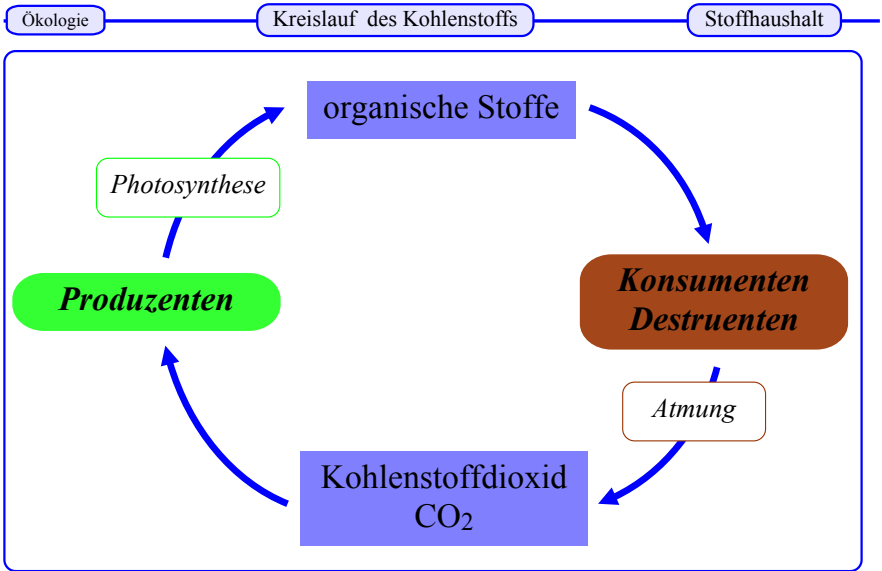 Ökologie
Kreislauf des Kohlenstoffs
Stoffhaushalt
organische Stoffe
Photosynthese
Produzenten
Konsumenten
Destruenten
Atmung
Kohlenstoffdioxid
CO₂